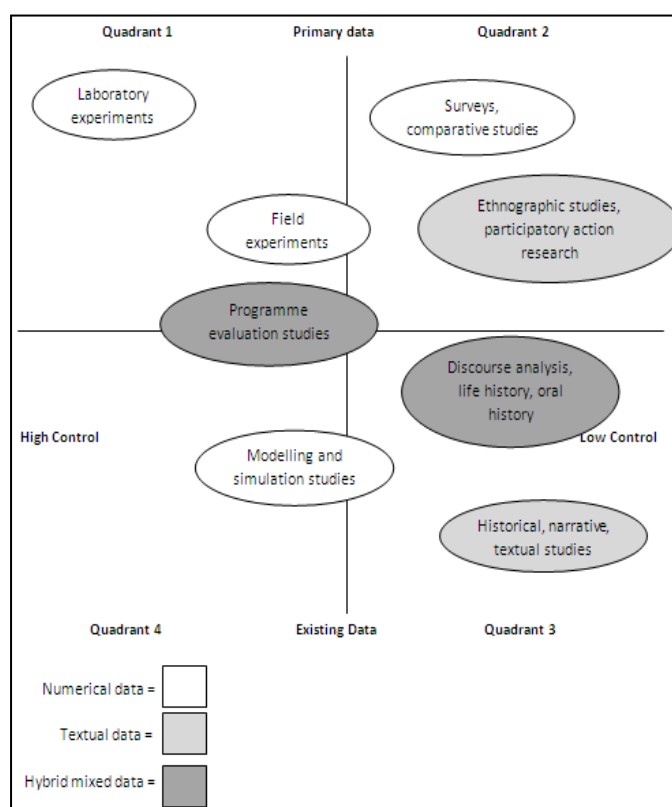 Quadrant 1
Primary data
Quadrant 2
Laboratory
experiments
Surveys,
comparative studies
Ethnographic studies,
participatory action
research
Field
experiments
Programme
evaluation studies
Discourse analysis,
life history, oral
history
High Control
Low Control
Modelling and
simulation studies
Historical, narrative,
textual studies
Quadrant 4
Existing Data
Quadrant 3
Numerical data =
Textual data =
Hybrid mixed data =